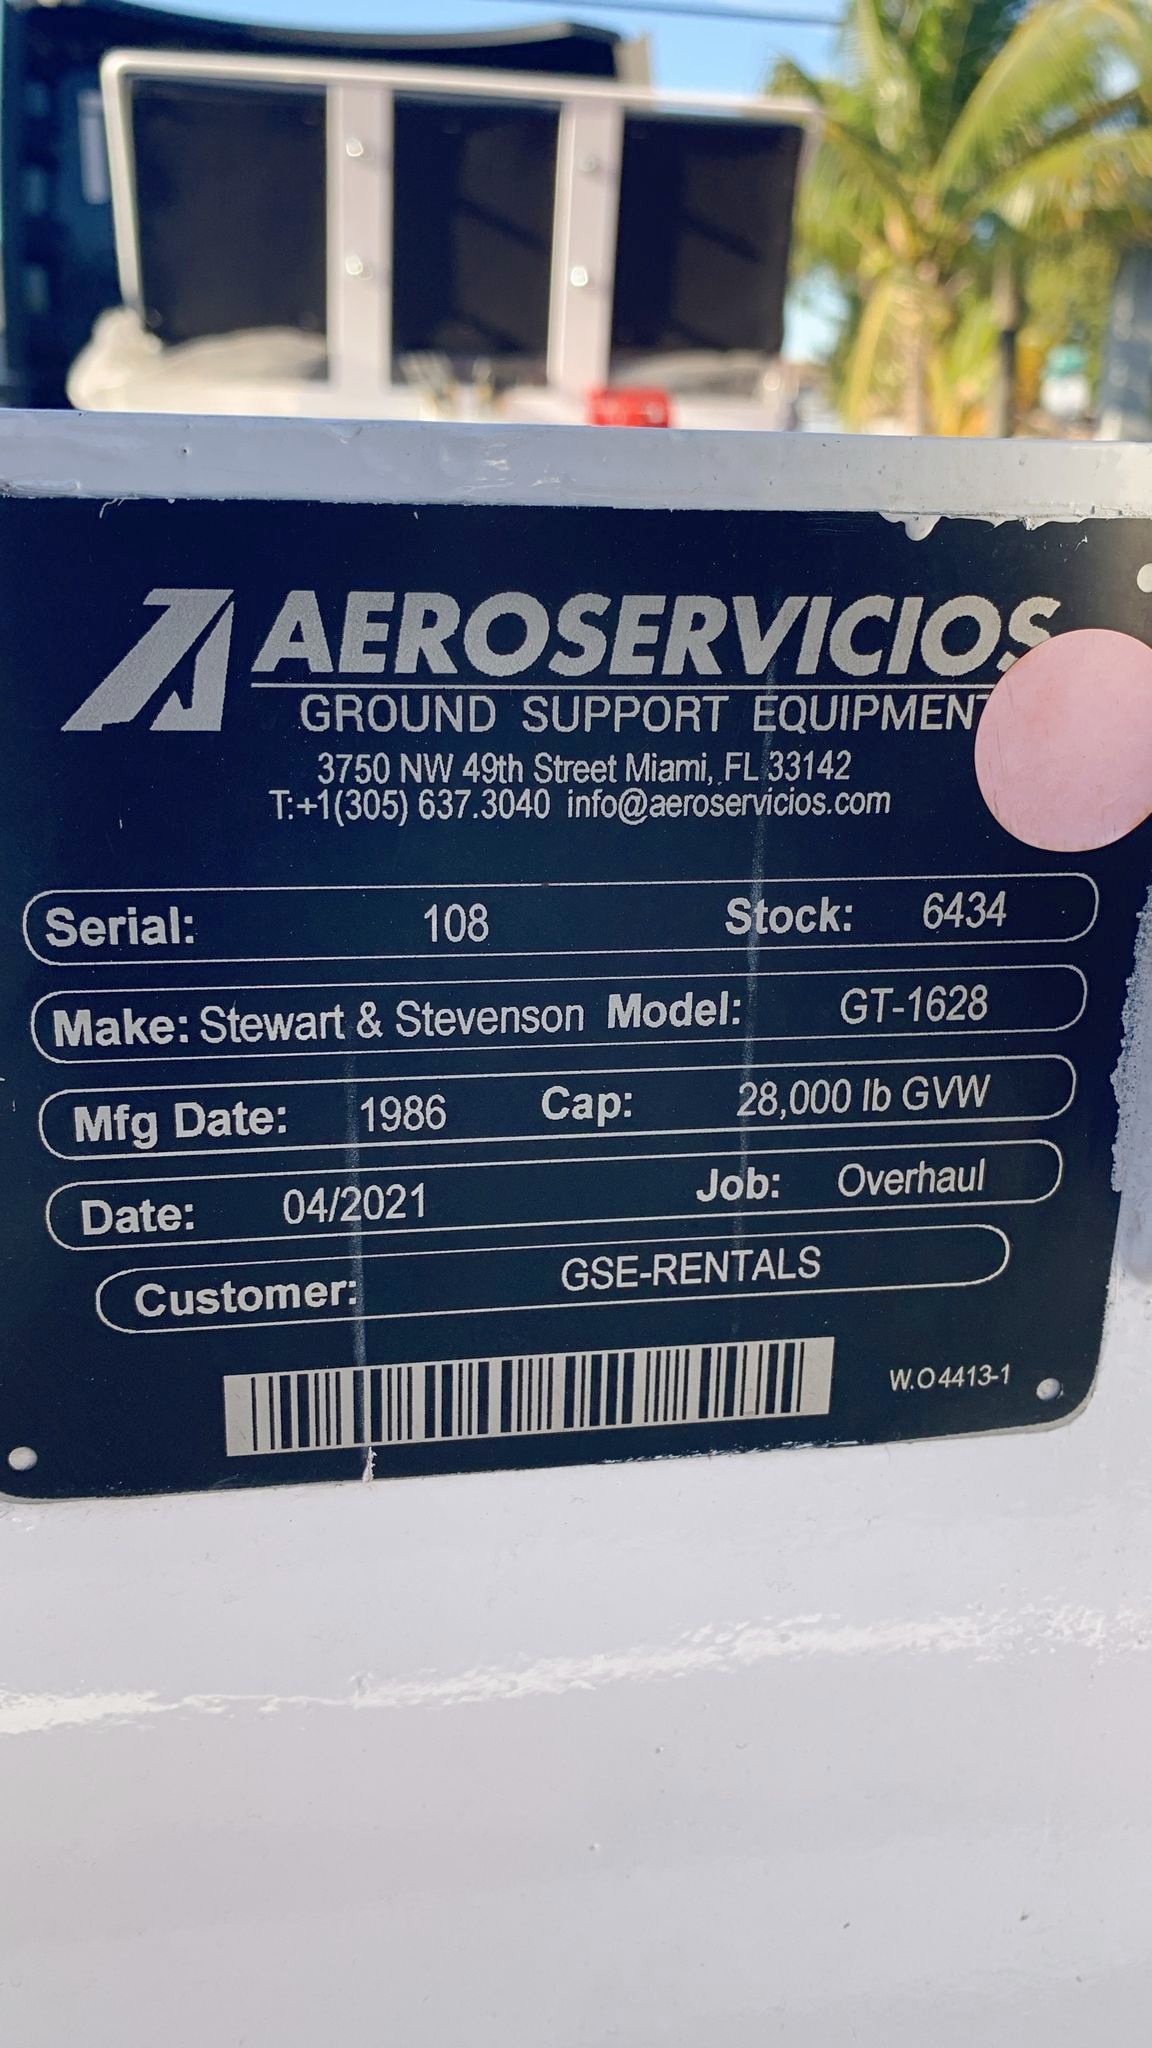 AEROSERVICIOS
GROUND SUPPORT EQUIPMENT
3750 NW 49th Street Miami, FL 33142
T:+1(305) 637.3040 info@aeroservicios.com
Serial: 108 Stock: 6434
Make: Stewart & Stevenson Model: GT-1628
Mfg Date: 1986 Cap: 28,000 lb GVW
Date: 04/2021 Job: Overhaul
Customer: GSE-RENTALS
W.O4413-1